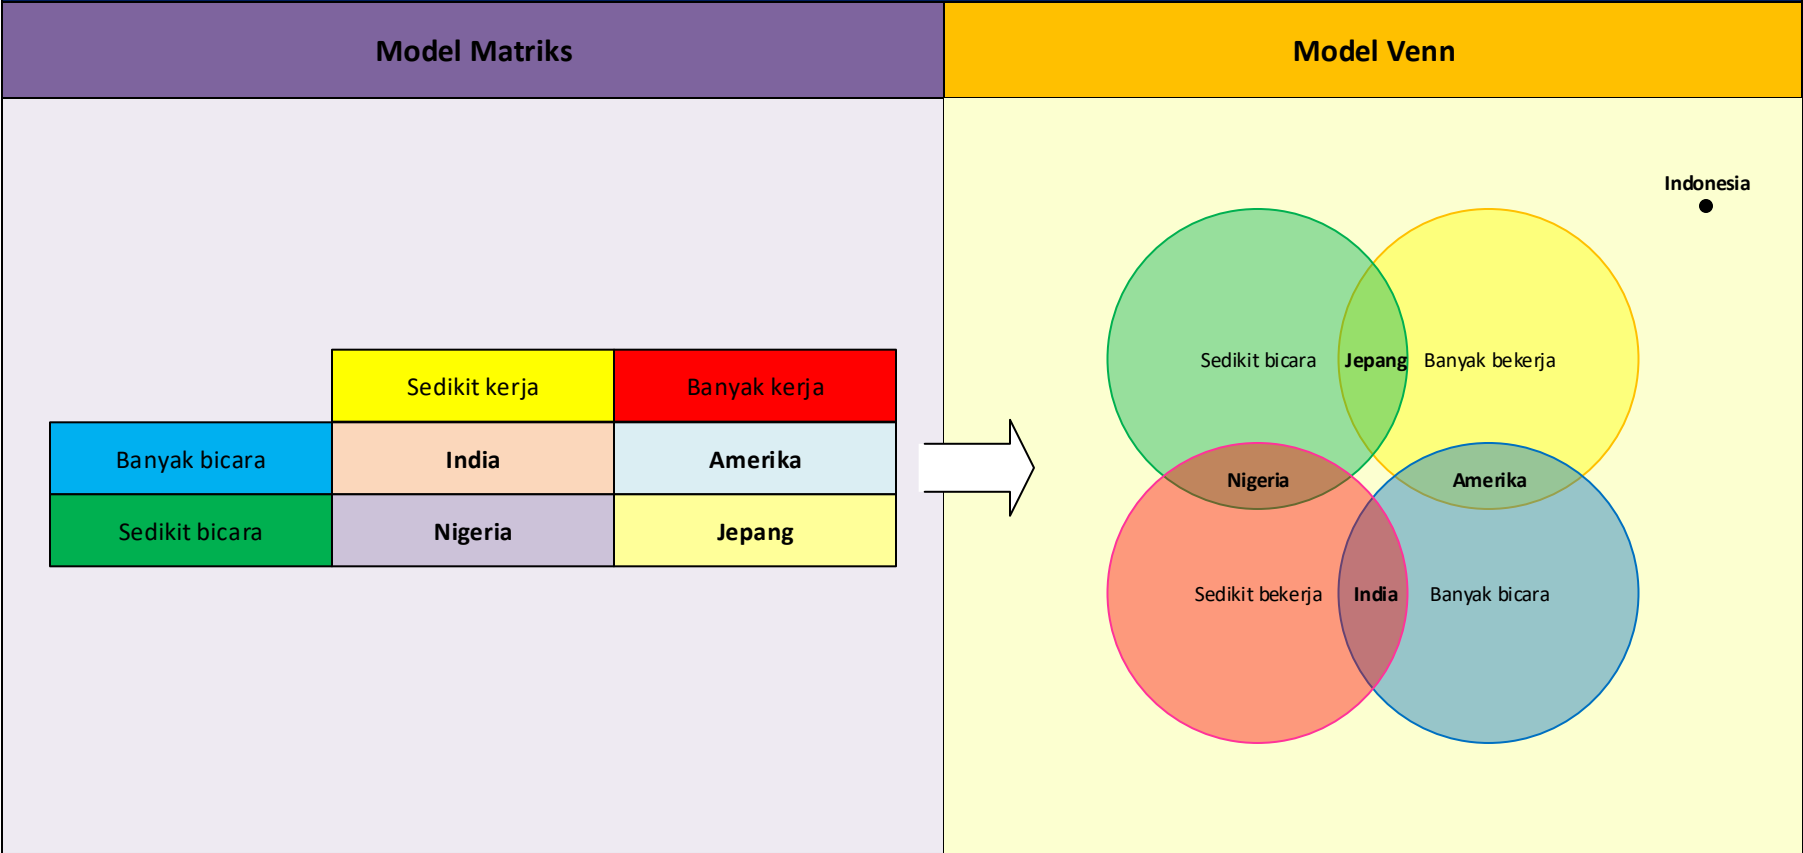 Model Matriks
Model Venn
Sedikit kerja
Banyak kerja
Banyak bicara
India
Amerika
Sedikit bicara
Nigeria
Jepang
Indonesia
Sedikit bicara
Jepang
Banyak bekerja
Nigeria
Amerika
Sedikit bekerja
India
Banyak bicara